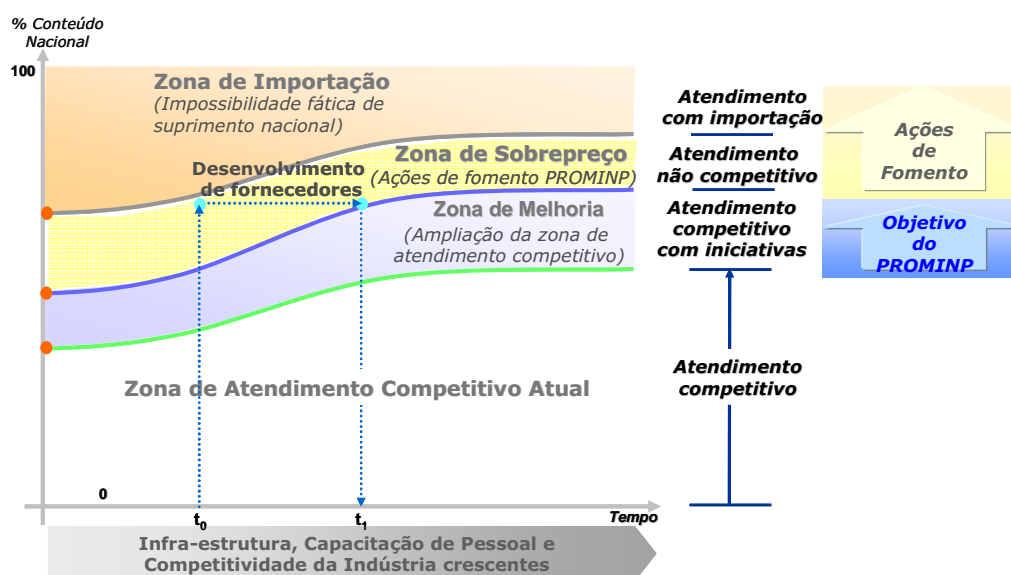 % Conteúdo
Nacional
100
Zona de Importação
(Impossibilidade fática de
suprimento nacional)
Desenvolvimento
de fornecedores
Zona de Sobrepreço
(Ações de fomento PROMINP)
Zona de Melhoria
(Ampliação da zona de
atendimento competitivo)
Zona de Atendimento Competitivo Atual
0
t0
t1
Tempo
Infra-estrutura, Capacitação de Pessoal e
Competitividade da Indústria crescentes
Atendimento
com importação
Atendimento
não competitivo
Atendimento
competitivo
com iniciativas
Atendimento
competitivo
Ações
de
Fomento
Objetivo
do
PROMINP